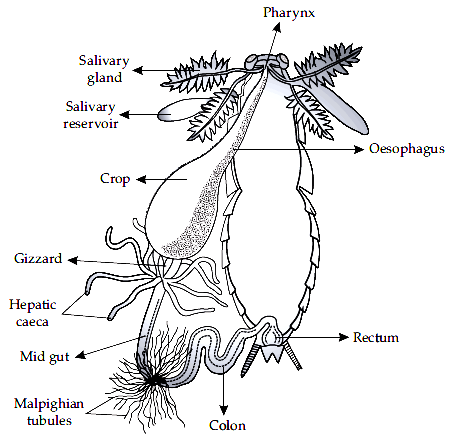 Pharynx
Salivary
gland
Salivary
reservoir
Oesophagus
Crop
Gizzard
Hepatic
caeca
Rectum
Mid gut
Malpighian
tubules
Colon